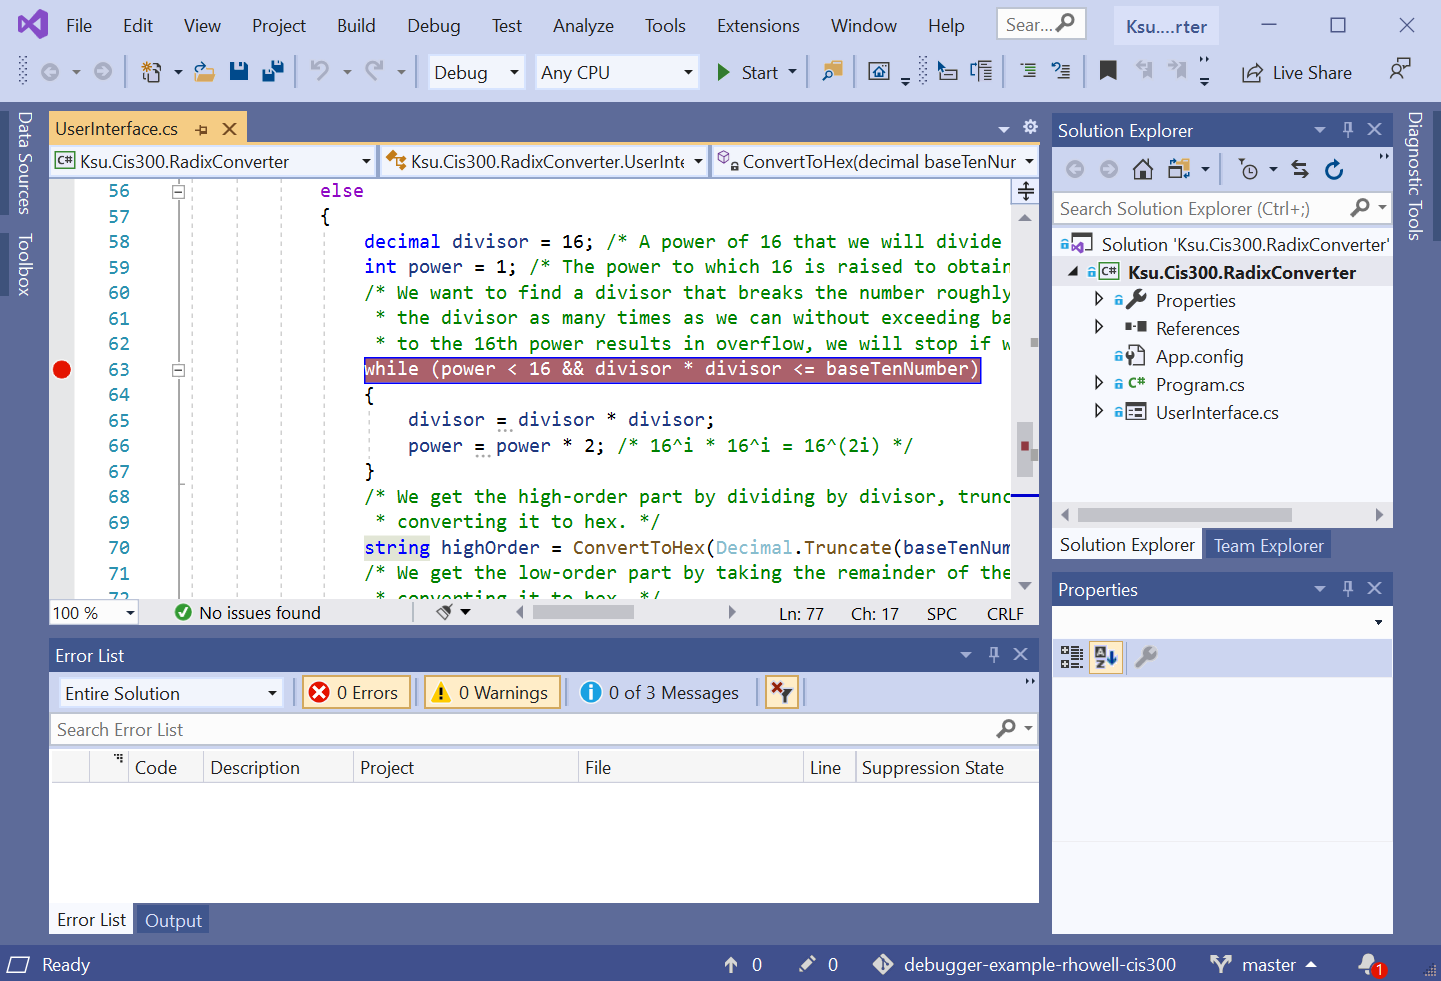 File Edit View Project Build Debug Test Analyze Tools Extensions Window Help Sear... Ksu....rter
Debug Any CPU Start Live Share
Data Sources
Toolbox
UserInterface.cs
Ksu.Cis300.RadixConverter Ksu.Cis300.RadixConverter.UserInte ConvertToHex(decimal baseTenNur
56 else
57 {
58 decimal divisor = 16; /* A power of 16 that we will divide
59 int power = 1; /* The power to which 16 is raised to obtain
60 /* We want to find a divisor that breaks the number roughly
61 * the divisor as many times as we can without exceeding ba
62 * to the 16th power results in overflow, we will stop if w
63 while (power < 16 && divisor * divisor <= baseTenNumber)
64 {
65 divisor = divisor * divisor;
66 power = power * 2; /* 16^i * 16^i = 16^(2i) */
67 }
68 /* We get the high-order part by dividing by divisor, trunc
69 * converting it to hex. */
70 string highOrder = ConvertToHex(Decimal.Truncate(baseTenNum
71 /* We get the low-order part by taking the remainder of the
72 * converting it to hex. */
100 % No issues found Ln: 77 Ch: 17 SPC CRLF
Error List
Entire Solution 0 Errors 0 Warnings 0 of 3 Messages
Search Error List
Code Description Project File Line Suppression State
Error List Output
Solution Explorer
Search Solution Explorer (Ctrl+;)
Solution 'Ksu.Cis300.RadixConverter'
C# Ksu.Cis300.RadixConverter
Properties
References
App.config
C# Program.cs
UserInterface.cs
Solution Explorer Team Explorer
Properties
Diagnostic Tools
Ready 0 0 debugger-example-rhowell-cis300 master 1